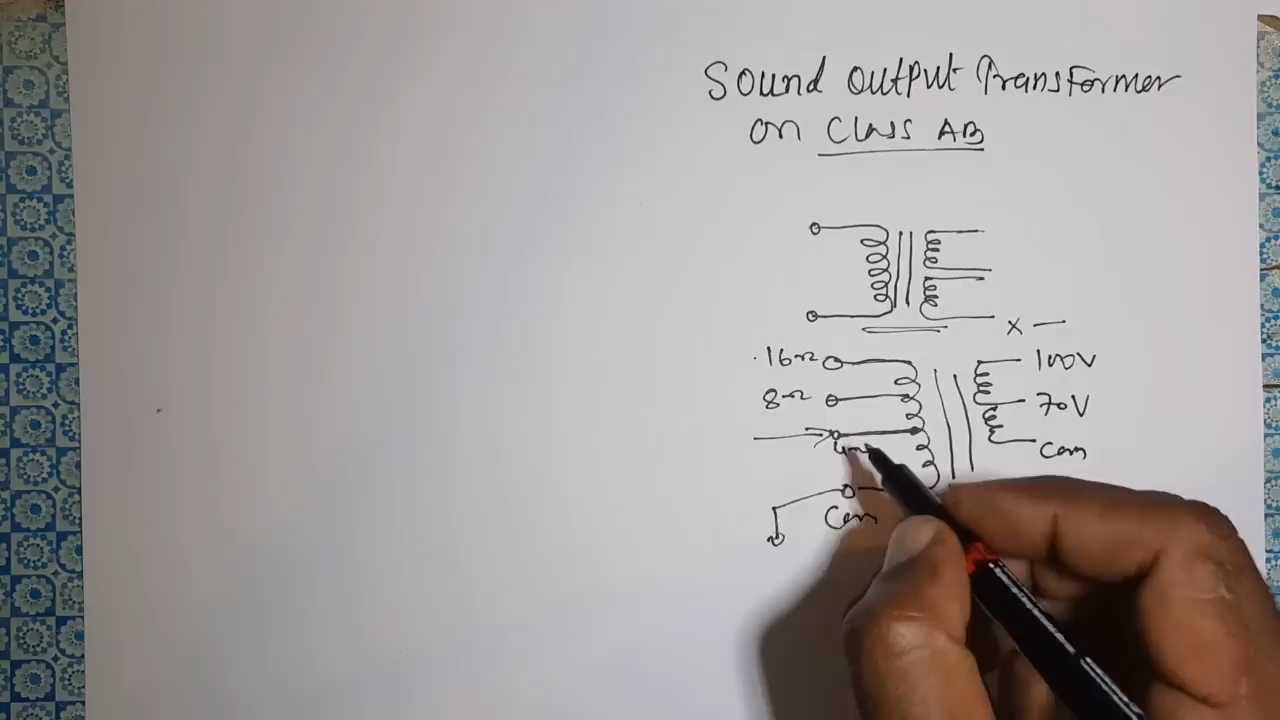 Sound Output Transformer
on Class AB
X —
16Ω
100V
8Ω
70V
Com
Com